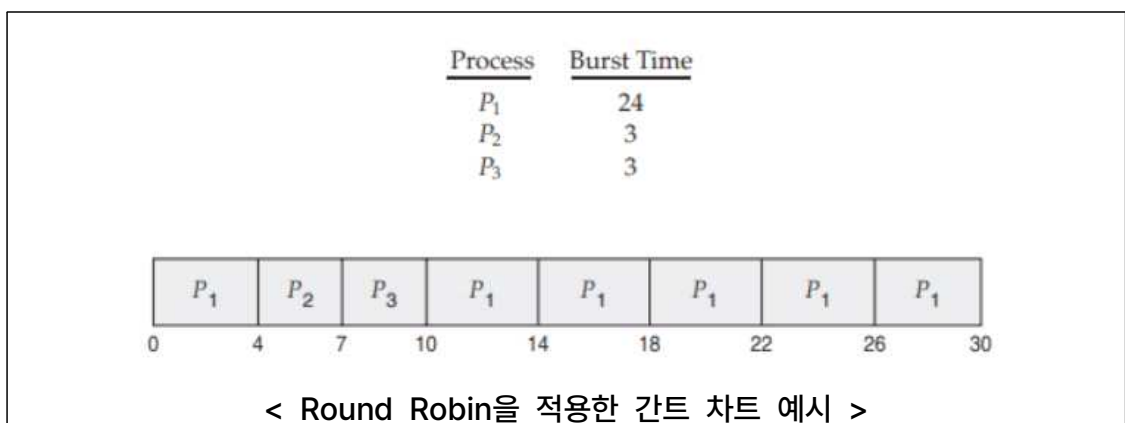 Process Burst Time
P1 24
P2 3
P3 3
P1 P2 P3 P1 P1 P1 P1 P1
0 4 7 10 14 18 22 26 30
< Round Robin을 적용한 간트 차트 예시 >